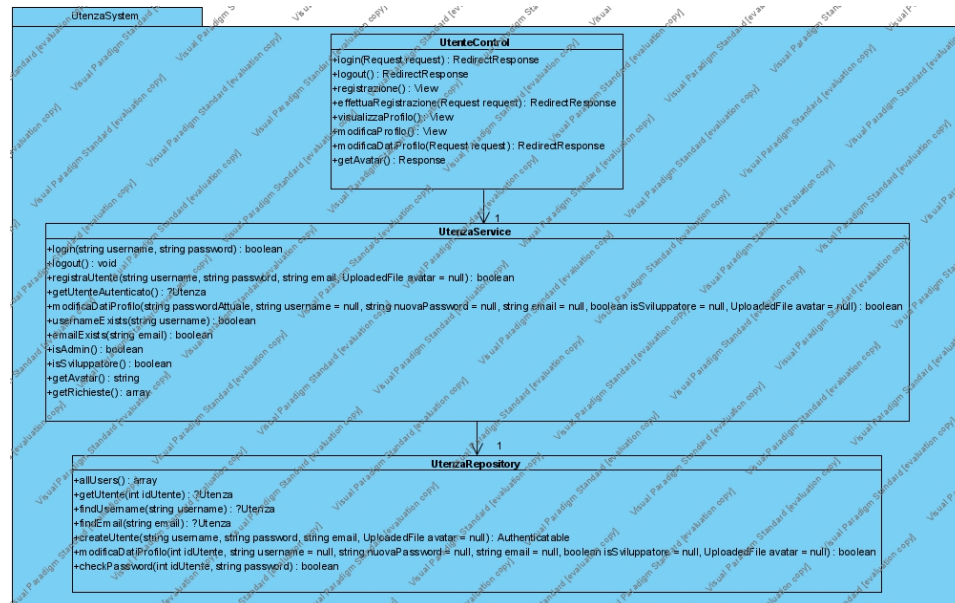 UtenzaSystem
UtenteControl
+login(Request request) : RedirectResponse
+logout() : RedirectResponse
+registrazione() : View
+effettuaRegistrazione(Request request) : RedirectResponse
+visualizzaProfilo() : View
+modificaProfilo() : View
+modificaDatiProfilo(Request request) : RedirectResponse
+getAvatar() : Response
1
UtenzaService
+login(string username, string password) : boolean
+logout() : void
+registraUtente(string username, string password, string email, UploadedFile avatar = null) : boolean
+getUtenteAutenticato() : ?Utenza
+modificaDatiProfilo(string passwordAttuale, string username = null, string nuovaPassword = null, string email = null, boolean isSviluppatore = null, UploadedFile avatar = null) : boolean
+usernameExists(string username) : boolean
+emailExists(string email) : boolean
+isAdmin() : boolean
+isSviluppatore() : boolean
+getAvatar() : string
+getRichieste() : array
1
UtenzaRepository
+allUsers() : array
+getUtente(int idUtente) : ?Utenza
+findUsername(string username) : ?Utenza
+findEmail(string email) : ?Utenza
+createUtente(string username, string password, string email, UploadedFile avatar = null) : Authenticatable
+modificaDatiProfilo(int idUtente, string username = null, string nuovaPassword = null, string email = null, boolean isSviluppatore = null, UploadedFile avatar = null) : boolean
+checkPassword(int idUtente, string password) : boolean
Visual Paradigm Standard [evaluation copy]